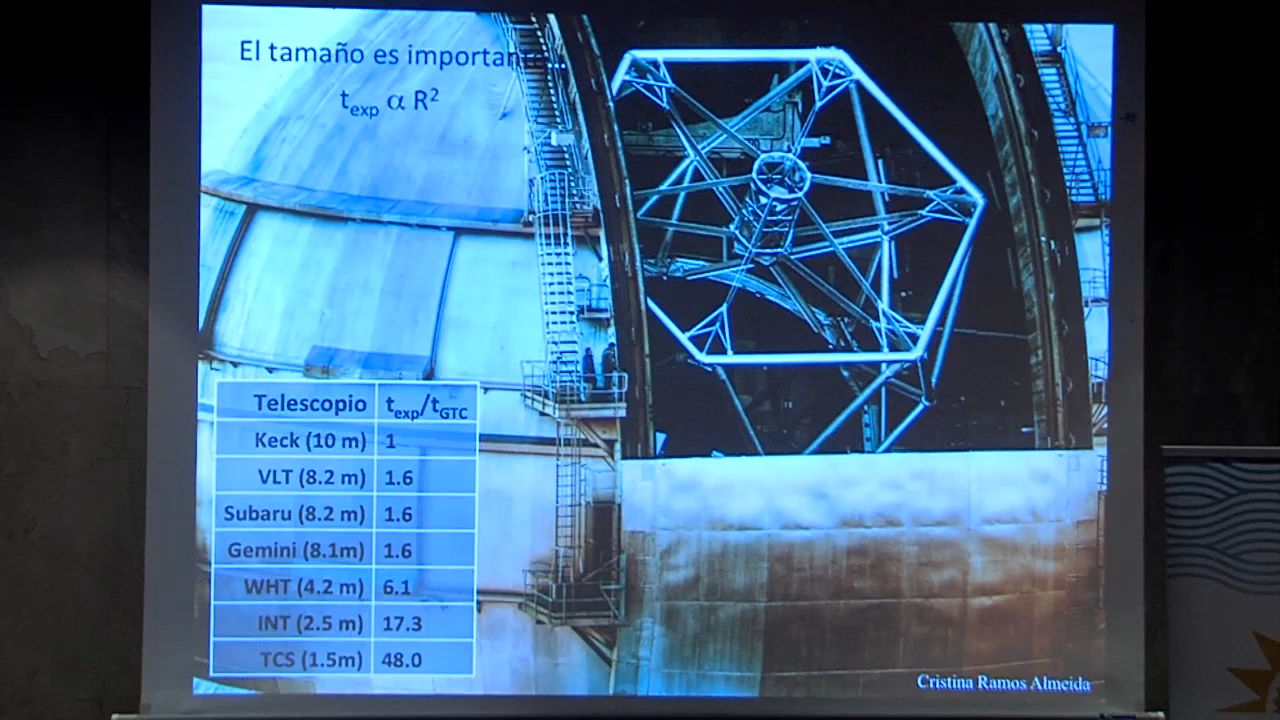 El tamaño es importan...
t_exp α R²
Telescopio t_exp/t_GTC
Keck (10 m) 1
VLT (8.2 m) 1.6
Subaru (8.2 m) 1.6
Gemini (8.1m) 1.6
WHT (4.2 m) 6.1
INT (2.5 m) 17.3
TCS (1.5m) 48.0
Cristina Ramos Almeida